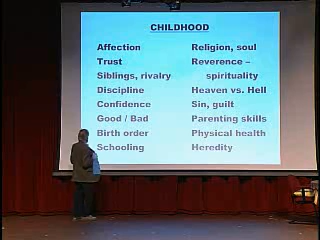 CHILDHOOD
Affection
Trust
Siblings, rivalry
Discipline
Confidence
Good / Bad
Birth order
Schooling
Religion, soul
Reverence –
spirituality
Heaven vs. Hell
Sin, guilt
Parenting skills
Physical health
Heredity